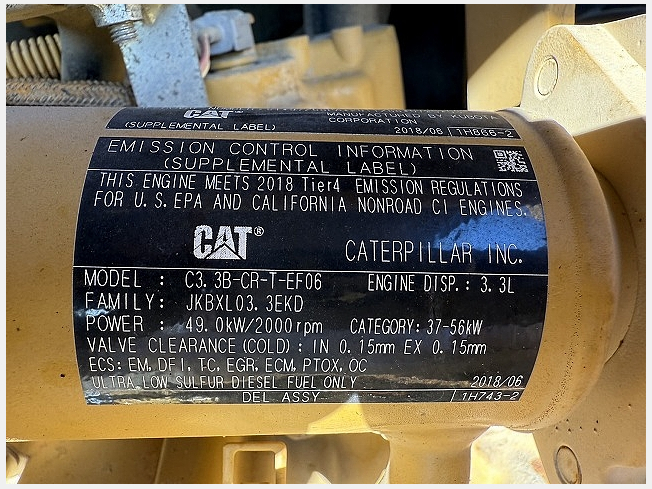 CAT
MANUFACTURED BY KUBOTA
CORPORATION
(SUPPLEMENTAL LABEL) 2018/06 1H665-2
EMISSION CONTROL INFORMATION
(SUPPLEMENTAL LABEL)
THIS ENGINE MEETS 2018 Tier4 EMISSION REGULATIONS
FOR U.S.EPA AND CALIFORNIA NONROAD CI ENGINES.
CAT® CATERPILLAR INC.
MODEL : C3.3B-CR-T-EF06 ENGINE DISP.: 3.3L
FAMILY: JKBXL03.3EKD
POWER : 49.0kW/2000rpm CATEGORY: 37-56kW
VALVE CLEARANCE(COLD) : IN 0.15mm EX 0.15mm
ECS: EM, DFI, TC, EGR, ECM, PTOX, OC
ULTRA LOW SULFUR DIESEL FUEL ONLY 2018/06
DEL ASSY 1H743-2